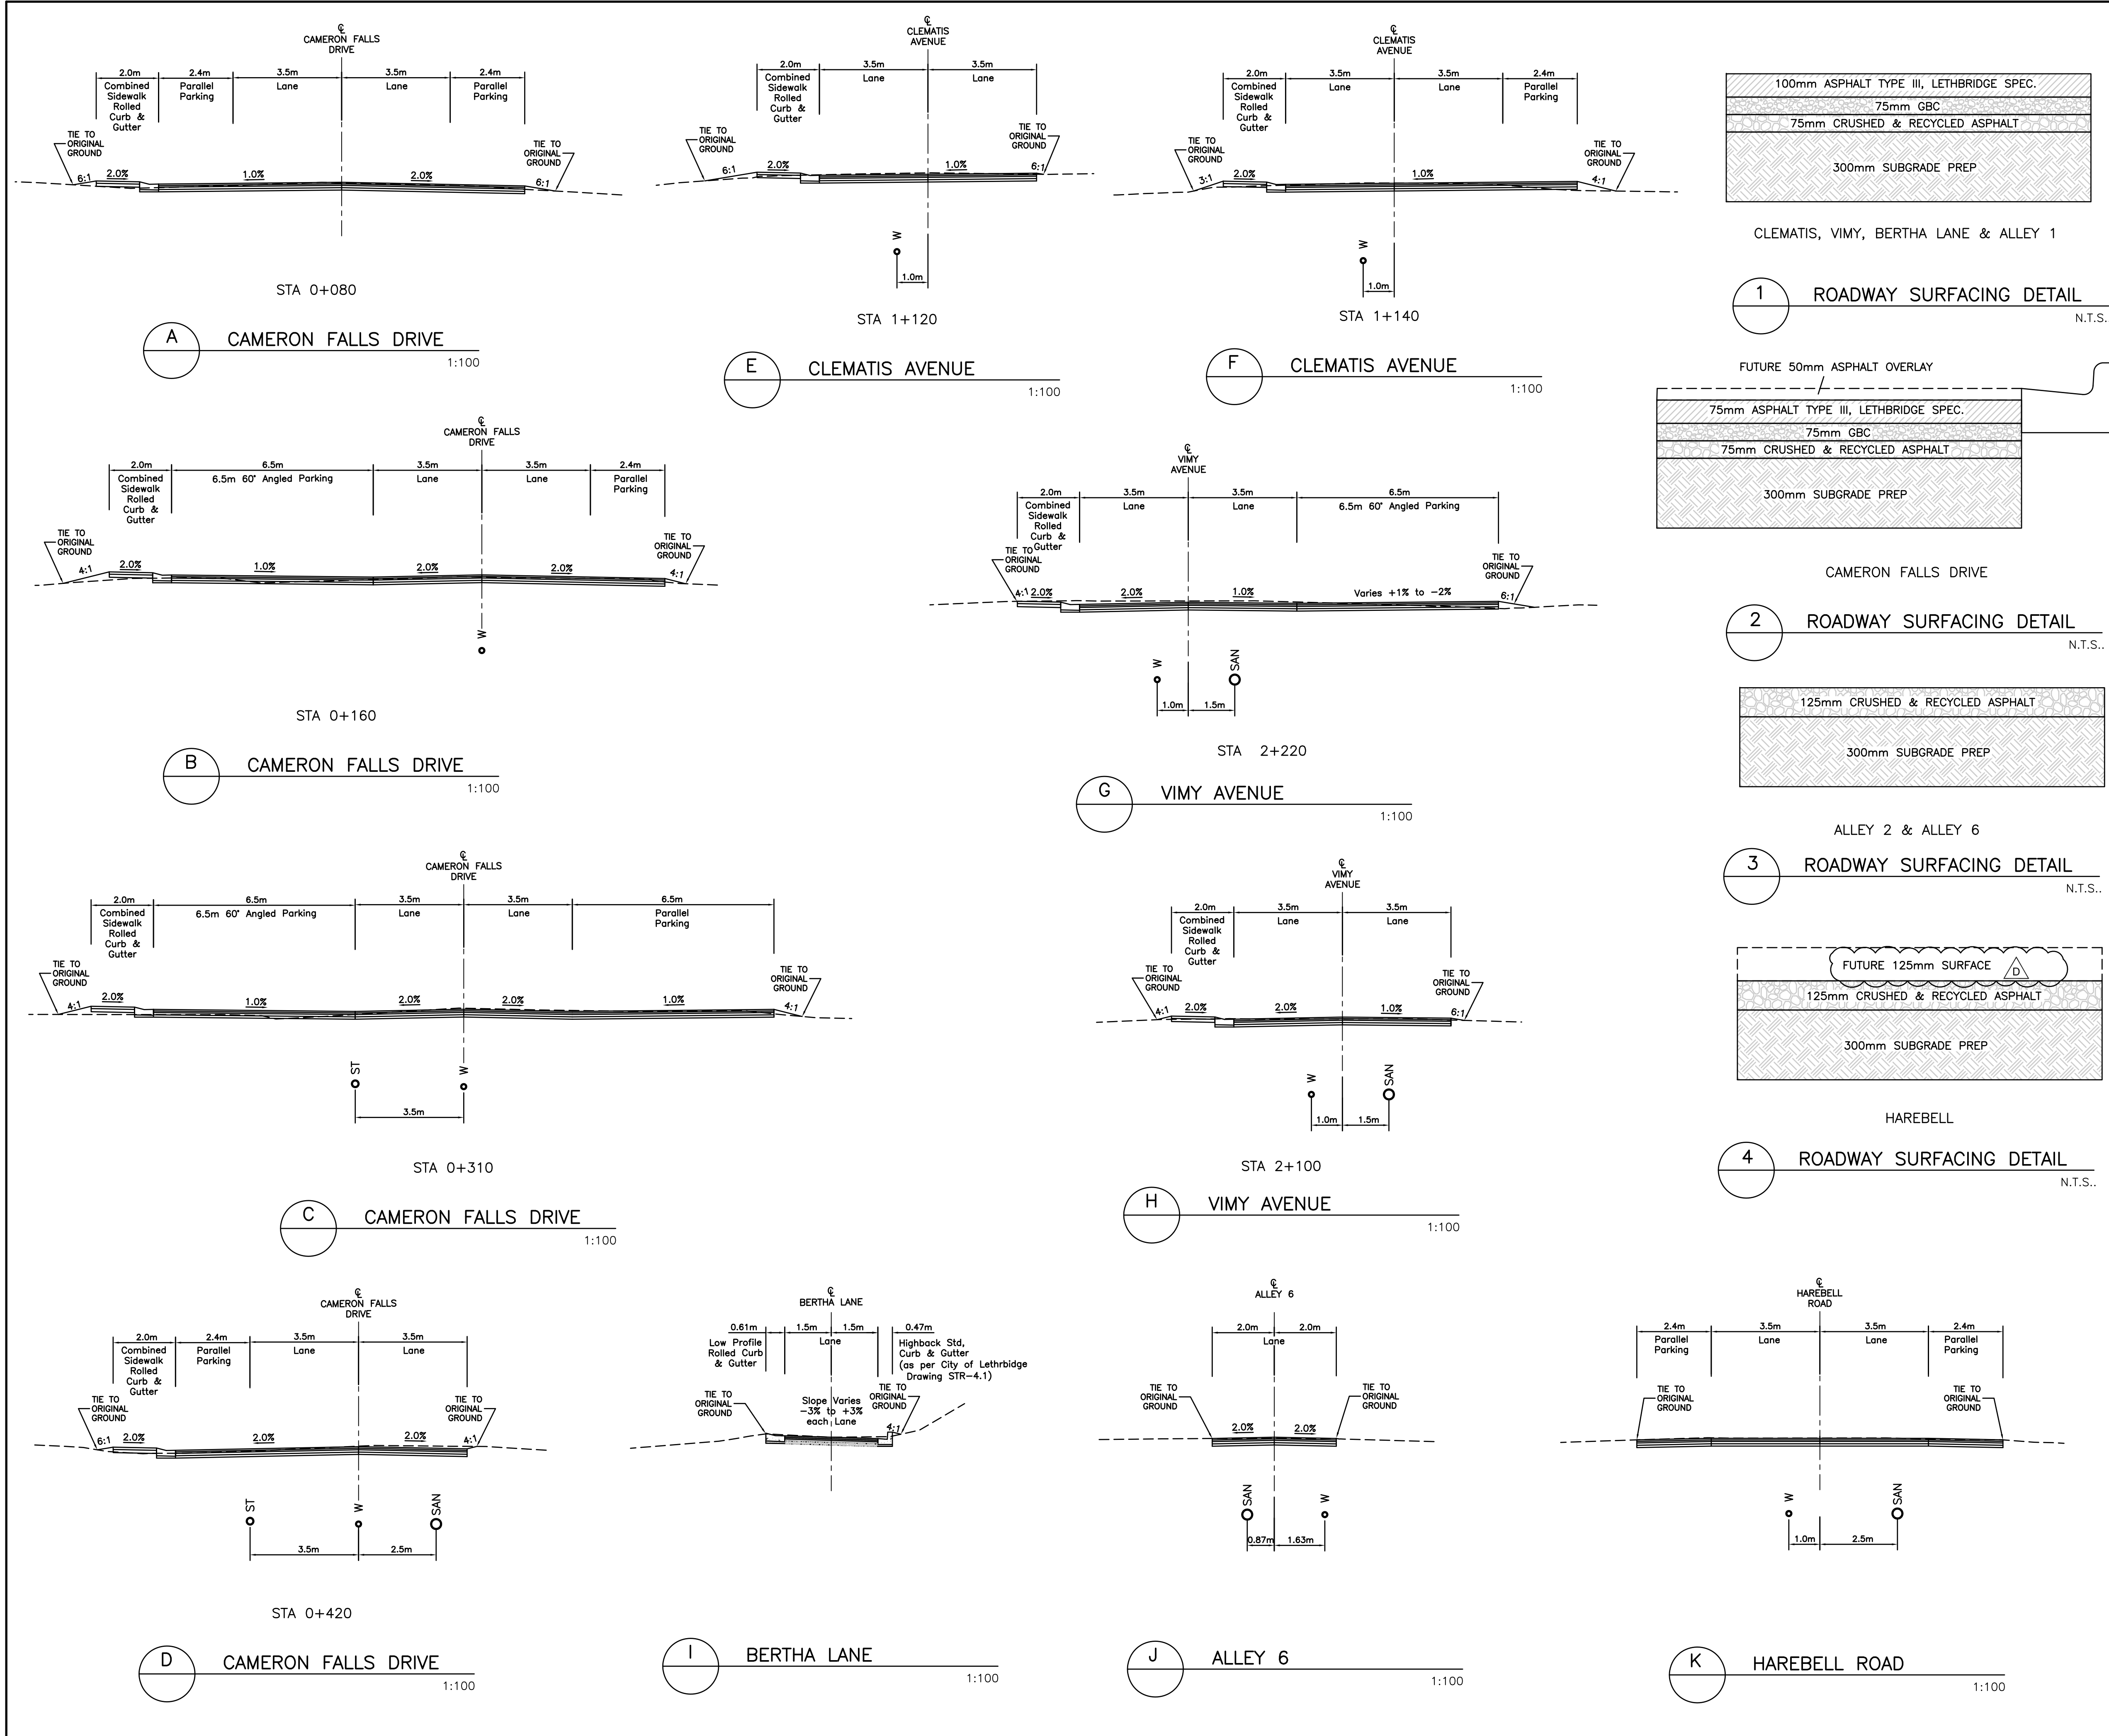 ℄
CAMERON FALLS
DRIVE
2.0m
2.4m
3.5m
3.5m
2.4m
Combined
Sidewalk
Rolled
Curb &
Gutter
Parallel
Parking
Lane
Lane
Parallel
Parking
TIE TO
ORIGINAL
GROUND
TIE TO
ORIGINAL
GROUND
6:1
2.0%
1.0%
2.0%
6:1
STA 0+080
A
CAMERON FALLS DRIVE
1:100
℄
CLEMATIS
AVENUE
2.0m
3.5m
3.5m
Combined
Sidewalk
Rolled
Curb &
Gutter
Lane
Lane
TIE TO
ORIGINAL
GROUND
TIE TO
ORIGINAL
GROUND
6:1
2.0%
1.0%
6:1
W
1.0m
STA 1+120
E
CLEMATIS AVENUE
1:100
℄
CLEMATIS
AVENUE
2.0m
3.5m
3.5m
2.4m
Combined
Sidewalk
Rolled
Curb &
Gutter
Lane
Lane
Parallel
Parking
TIE TO
ORIGINAL
GROUND
TIE TO
ORIGINAL
GROUND
3:1
2.0%
1.0%
4:1
W
1.0m
STA 1+140
F
CLEMATIS AVENUE
1:100
100mm ASPHALT TYPE III, LETHBRIDGE SPEC.
75mm GBC
75mm CRUSHED & RECYCLED ASPHALT
300mm SUBGRADE PREP
CLEMATIS, VIMY, BERTHA LANE & ALLEY 1
1
ROADWAY SURFACING DETAIL
N.T.S.
℄
CAMERON FALLS
DRIVE
2.0m
6.5m
3.5m
3.5m
2.4m
Combined
Sidewalk
Rolled
Curb &
Gutter
6.5m 60° Angled Parking
Lane
Lane
Parallel
Parking
TIE TO
ORIGINAL
GROUND
TIE TO
ORIGINAL
GROUND
4:1
2.0%
1.0%
2.0%
2.0%
4:1
W
STA 0+160
B
CAMERON FALLS DRIVE
1:100
℄
VIMY
AVENUE
2.0m
3.5m
3.5m
6.5m
Combined
Sidewalk
Rolled
Curb &
Gutter
Lane
Lane
6.5m 60° Angled Parking
TIE TO
ORIGINAL
GROUND
TIE TO
ORIGINAL
GROUND
4:1
2.0%
2.0%
1.0%
Varies +1% to −2%
6:1
W
SAN
1.0m
1.5m
STA 2+220
G
VIMY AVENUE
1:100
FUTURE 50mm ASPHALT OVERLAY
75mm ASPHALT TYPE III, LETHBRIDGE SPEC.
75mm GBC
75mm CRUSHED & RECYCLED ASPHALT
300mm SUBGRADE PREP
CAMERON FALLS DRIVE
2
ROADWAY SURFACING DETAIL
N.T.S..
125mm CRUSHED & RECYCLED ASPHALT
300mm SUBGRADE PREP
ALLEY 2 & ALLEY 6
3
ROADWAY SURFACING DETAIL
N.T.S..
℄
CAMERON FALLS
DRIVE
2.0m
6.5m
3.5m
3.5m
6.5m
Combined
Sidewalk
Rolled
Curb &
Gutter
6.5m 60° Angled Parking
Lane
Lane
Parallel
Parking
TIE TO
ORIGINAL
GROUND
TIE TO
ORIGINAL
GROUND
4:1
2.0%
1.0%
2.0%
2.0%
1.0%
4:1
ST
W
3.5m
STA 0+310
C
CAMERON FALLS DRIVE
1:100
℄
VIMY
AVENUE
2.0m
3.5m
3.5m
Combined
Sidewalk
Rolled
Curb &
Gutter
Lane
Lane
TIE TO
ORIGINAL
GROUND
TIE TO
ORIGINAL
GROUND
4:1
2.0%
2.0%
1.0%
6:1
W
SAN
1.0m
1.5m
STA 2+100
H
VIMY AVENUE
1:100
FUTURE 125mm SURFACE
D
125mm CRUSHED & RECYCLED ASPHALT
300mm SUBGRADE PREP
HAREBELL
4
ROADWAY SURFACING DETAIL
N.T.S..
℄
CAMERON FALLS
DRIVE
2.0m
2.4m
3.5m
3.5m
Combined
Sidewalk
Rolled
Curb &
Gutter
Parallel
Parking
Lane
Lane
TIE TO
ORIGINAL
GROUND
TIE TO
ORIGINAL
GROUND
6:1
2.0%
2.0%
2.0%
4:1
ST
W
SAN
3.5m
2.5m
STA 0+420
D
CAMERON FALLS DRIVE
1:100
℄
BERTHA LANE
0.61m
1.5m
1.5m
0.47m
Low Profile
Rolled Curb
& Gutter
Lane
Highback Std,
Curb & Gutter
(as per City of Lethrbidge
Drawing STR−4.1)
TIE TO
ORIGINAL
GROUND
Slope Varies
−3% to +3%
each Lane
TIE TO
ORIGINAL
GROUND
4:1
I
BERTHA LANE
1:100
℄
ALLEY 6
2.0m
2.0m
Lane
TIE TO
ORIGINAL
GROUND
TIE TO
ORIGINAL
GROUND
2.0%
2.0%
SAN
W
0.87m
1.63m
J
ALLEY 6
1:100
℄
HAREBELL
ROAD
2.4m
3.5m
3.5m
2.4m
Parallel
Parking
Lane
Lane
Parallel
Parking
TIE TO
ORIGINAL
GROUND
TIE TO
ORIGINAL
GROUND
W
SAN
1.0m
2.5m
K
HAREBELL ROAD
1:100